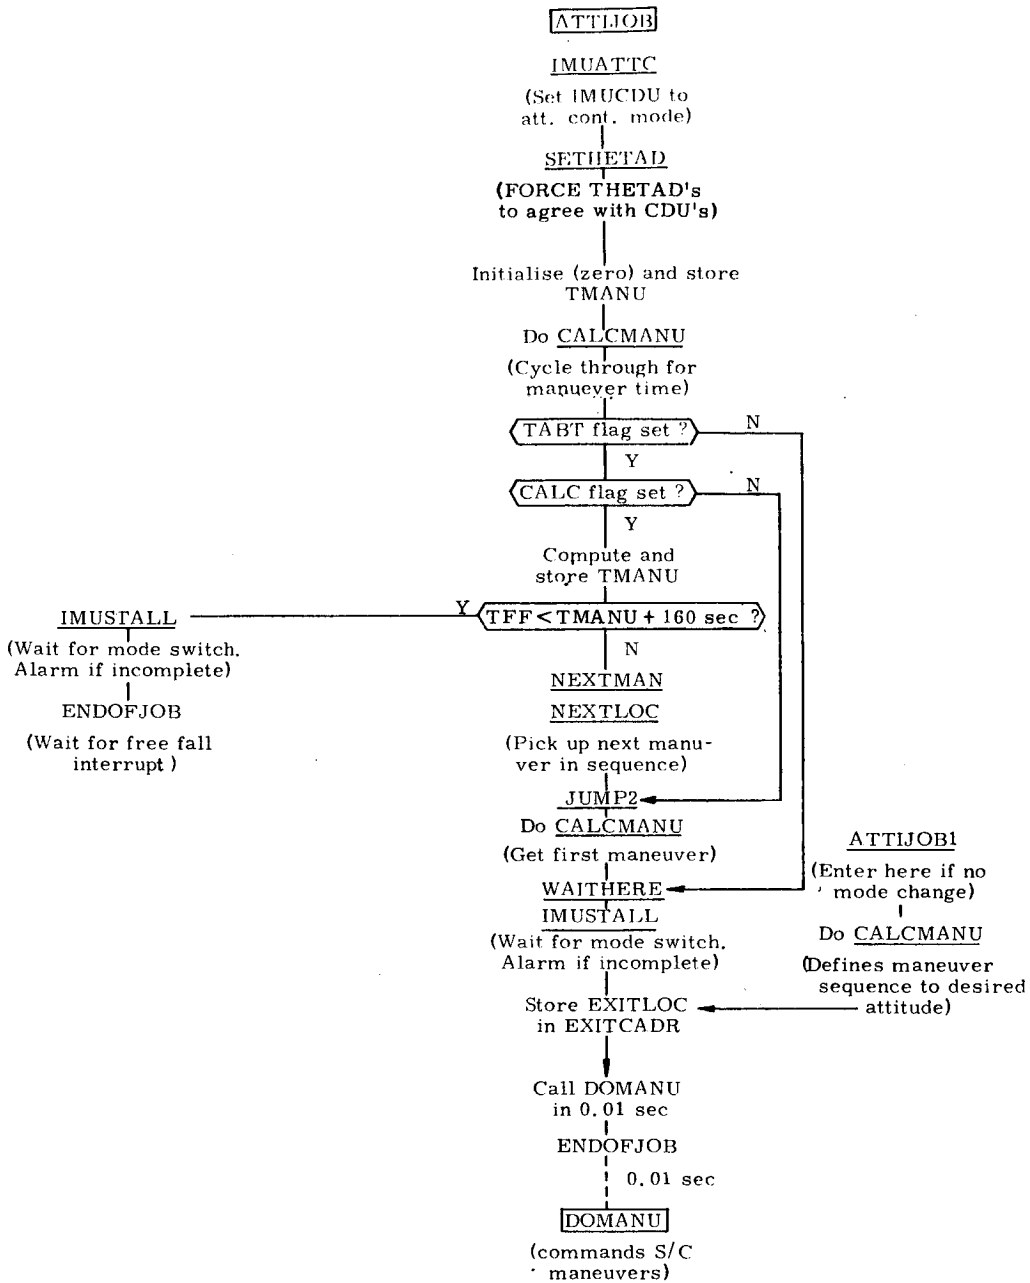 ATTIJOB
IMUATTC
(Set IMUCDU to
att. cont. mode)
SETHETAD
(FORCE THETAD's
to agree with CDU's)
Initialise (zero) and store
TMANU
Do CALCMANU
(Cycle through for
manuever time)
TABT flag set ?
N
Y
CALC flag set ?
N
Y
Compute and
store TMANU
TFF < TMANU + 160 sec ?
Y
N
IMUSTALL
(Wait for mode switch.
Alarm if incomplete)
ENDOFJOB
(Wait for free fall
interrupt )
NEXTMAN
NEXTLOC
(Pick up next manu-
ver in sequence)
JUMP2
Do CALCMANU
(Get first maneuver)
WAITHERE
IMUSTALL
(Wait for mode switch.
Alarm if incomplete)
ATTIJOB1
(Enter here if no
mode change)
Do CALCMANU
(Defines maneuver
sequence to desired
attitude)
Store EXITLOC
in EXITCADR
Call DOMANU
in 0.01 sec
ENDOFJOB
0.01 sec
DOMANU
(commands S/C
maneuvers)